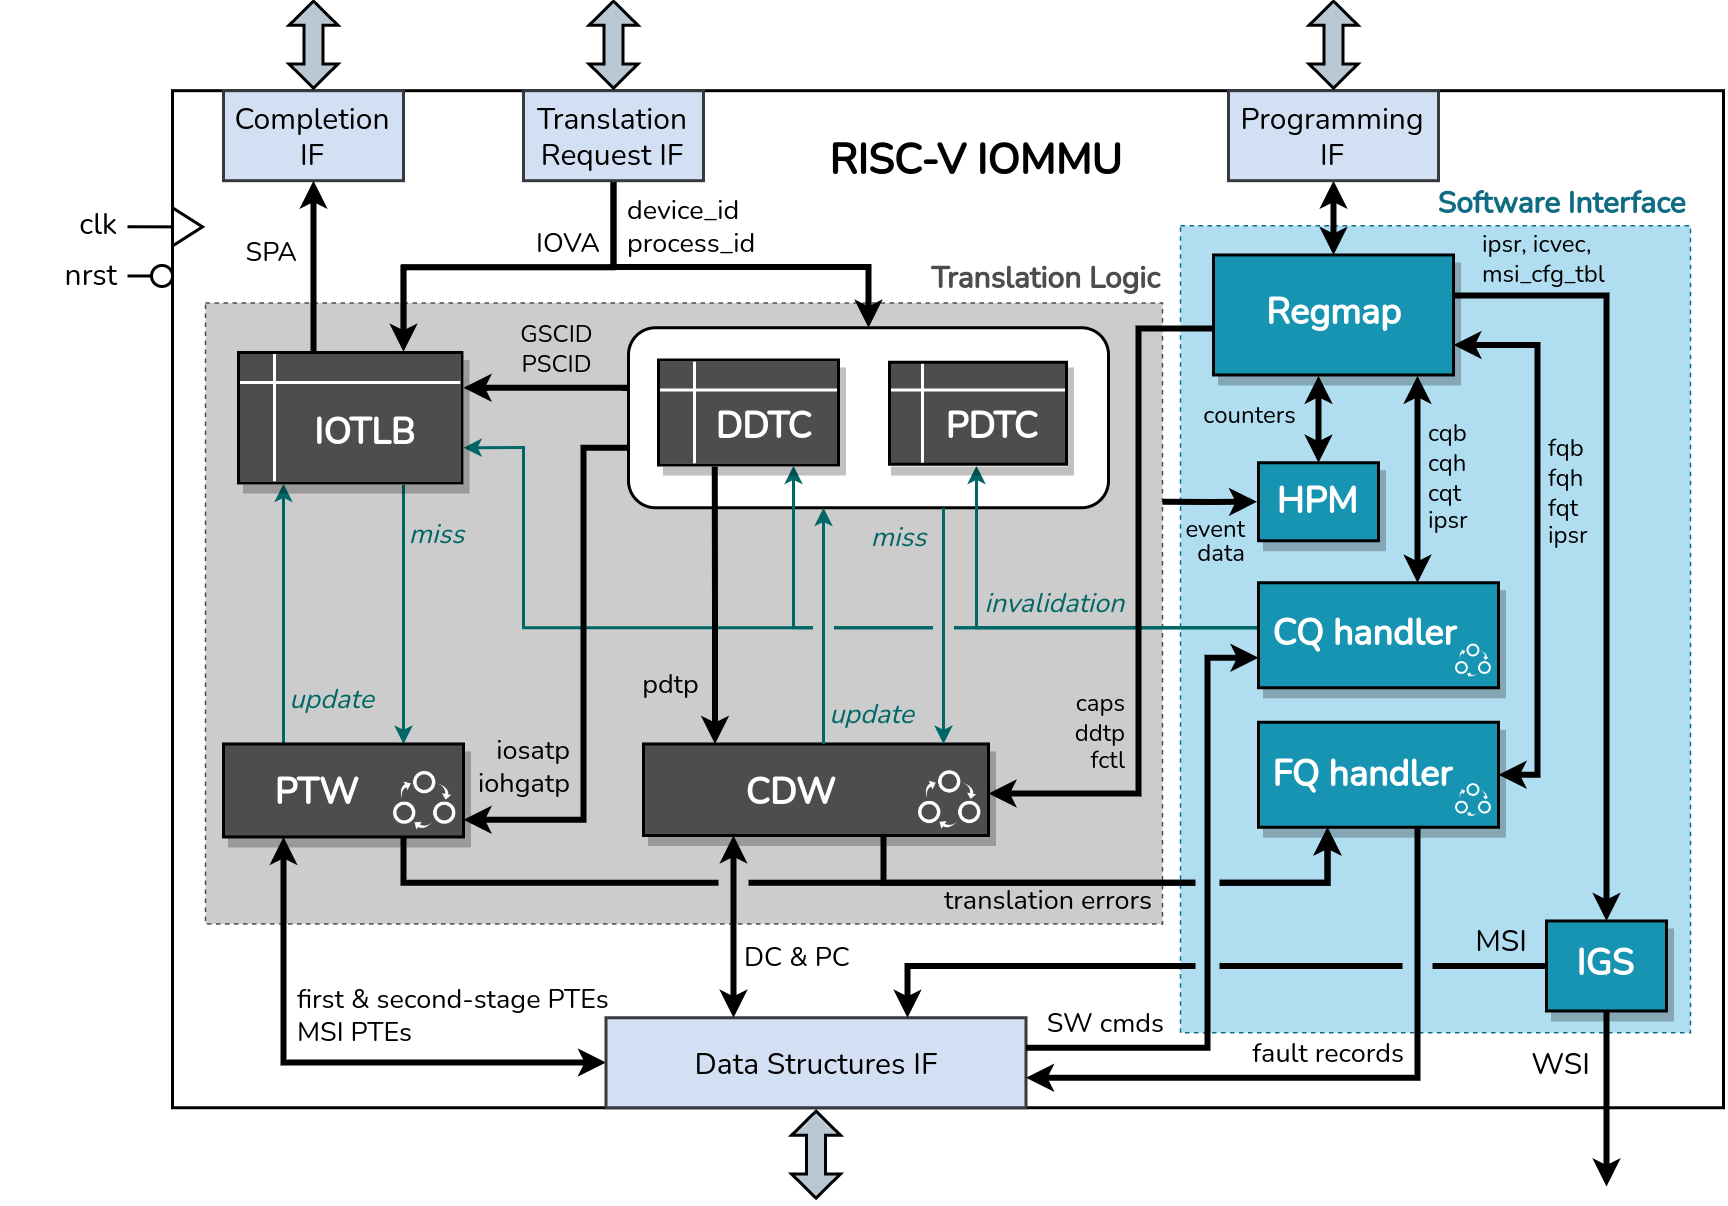 Completion
IF
Translation
Request IF
Programming
IF
RISC-V IOMMU
clk
nrst
SPA
IOVA
device_id
process_id
Software Interface
Translation Logic
ipsr, icvec,
msi_cfg_tbl
Regmap
GSCID
PSCID
IOTLB
DDTC
PDTC
counters
cqb
cqh
cqt
ipsr
fqb
fqh
fqt
ipsr
HPM
event
data
miss
miss
invalidation
CQ handler
update
pdtp
update
caps
ddtp
fctl
iosatp
iohgatp
PTW
CDW
FQ handler
translation errors
DC & PC
MSI
IGS
first & second-stage PTEs
MSI PTEs
SW cmds
fault records
Data Structures IF
WSI